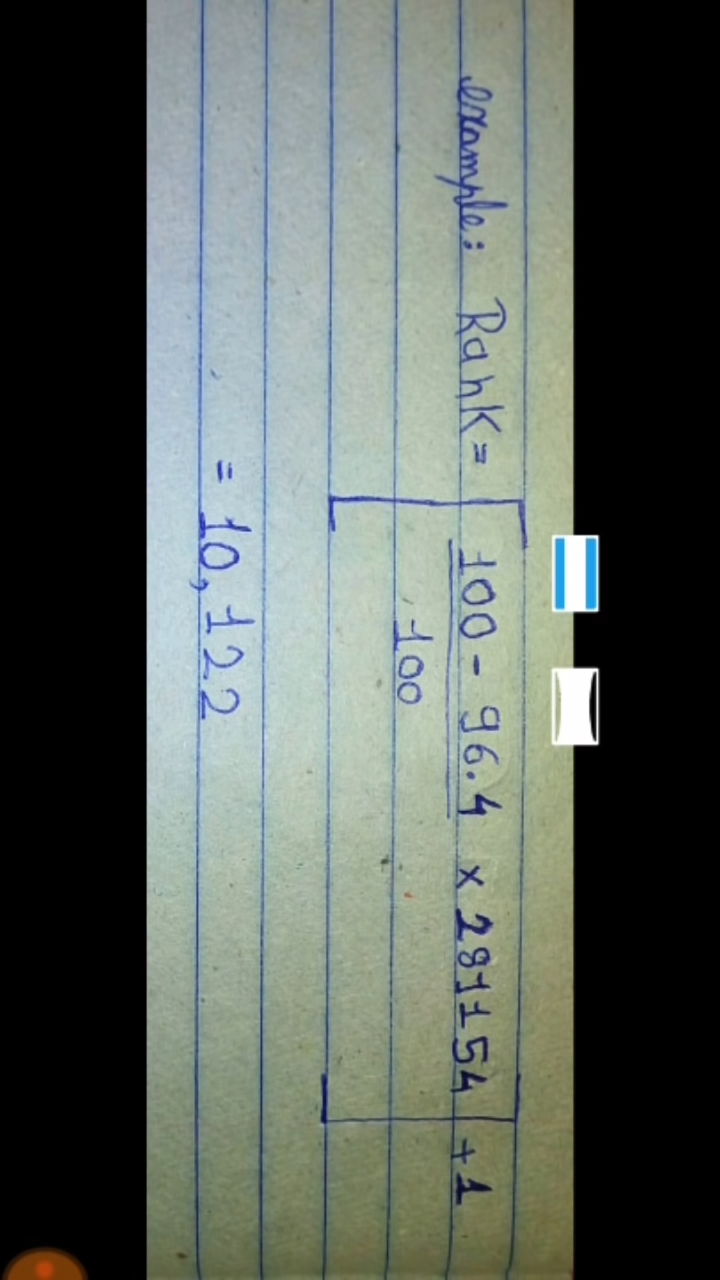 example: Rank = [ 100 - 96.4 × 281154 ] + 1
100
= 10,122